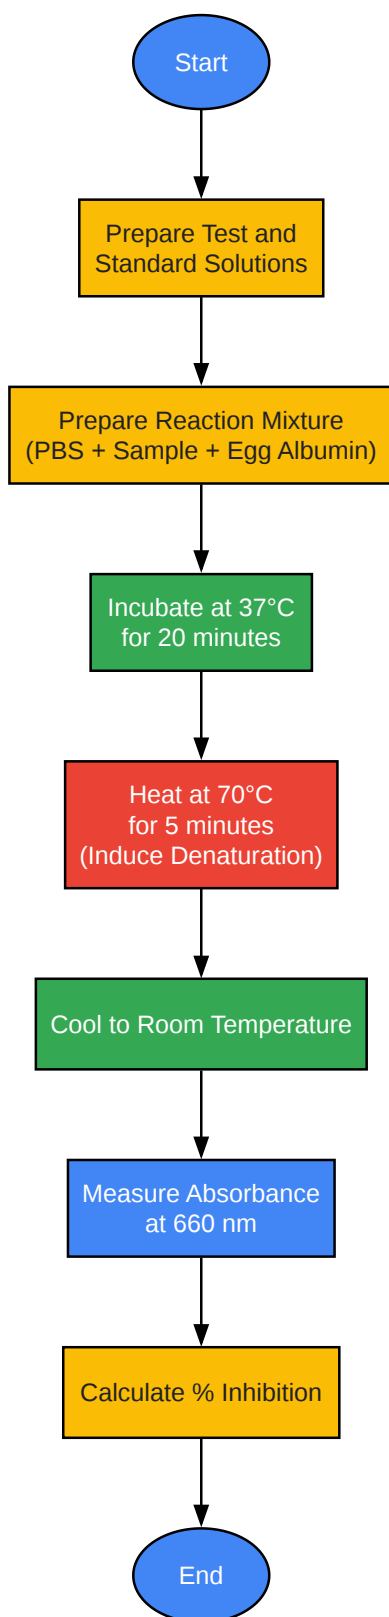 Start
Prepare Test and
Standard Solutions
Prepare Reaction Mixture
(PBS + Sample + Egg Albumin)
Incubate at 37°C
for 20 minutes
Heat at 70°C
for 5 minutes
(Induce Denaturation)
Cool to Room Temperature
Measure Absorbance
at 660 nm
Calculate % Inhibition
End